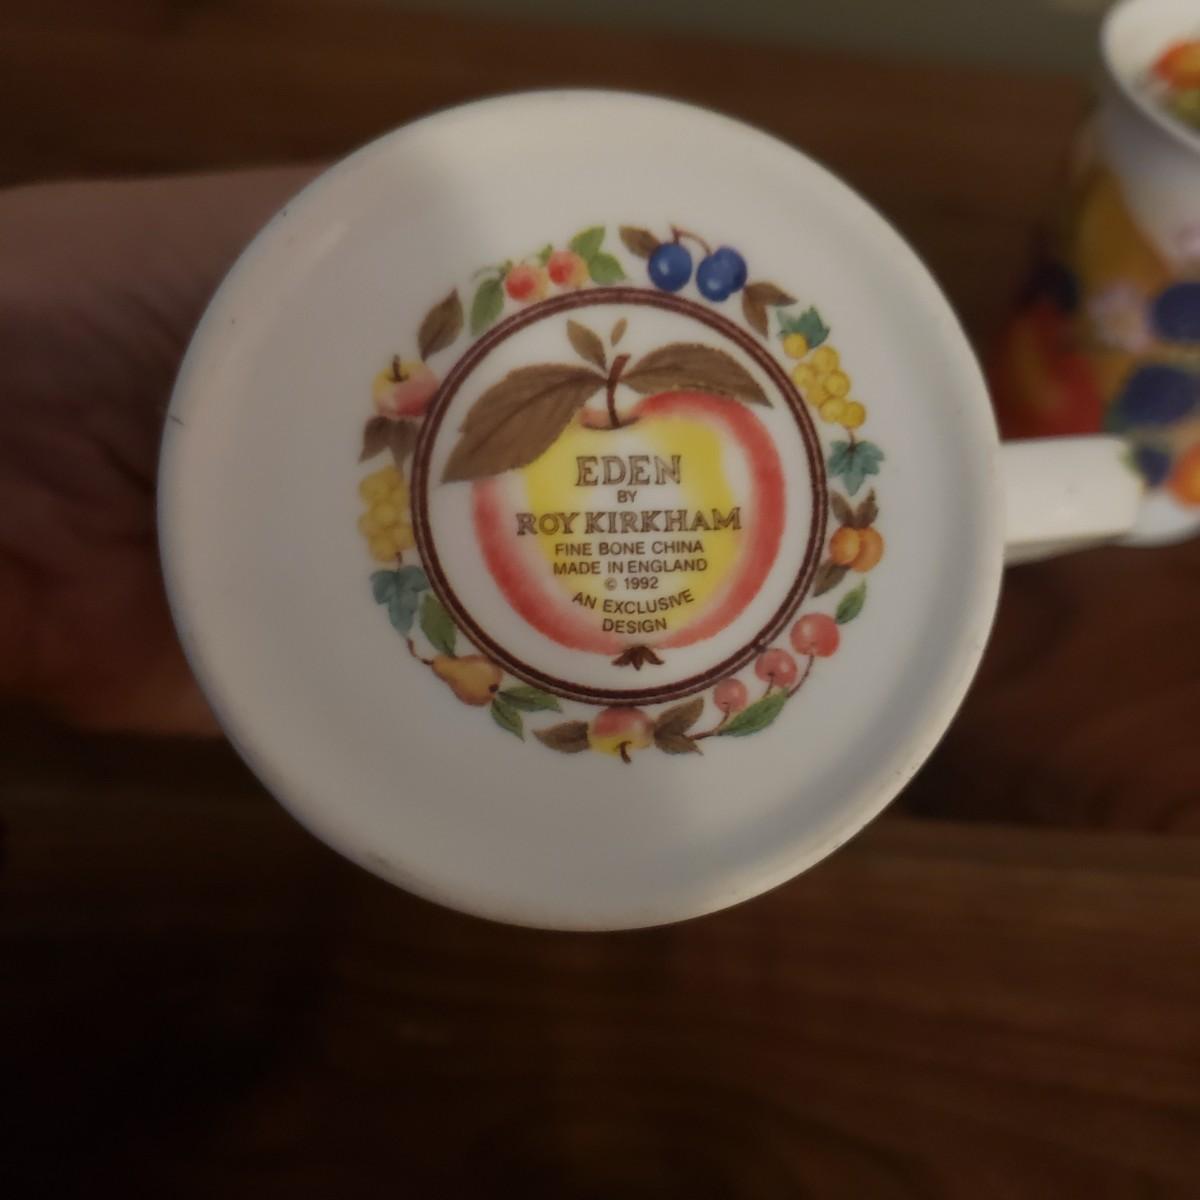 EDEN
BY
ROY KIRKHAM
FINE BONE CHINA
MADE IN ENGLAND
© 1992
AN EXCLUSIVE
DESIGN